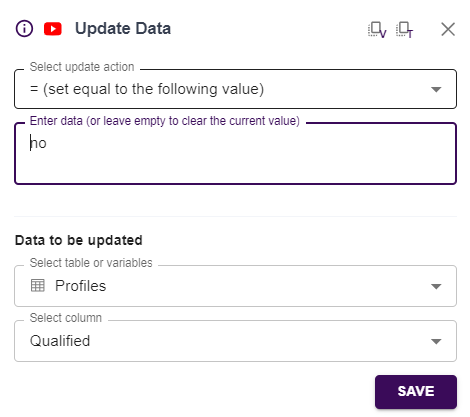 Update Data
V
T
Select update action
= (set equal to the following value)
Enter data (or leave empty to clear the current value)
no
Data to be updated
Select table or variables
Profiles
Select column
Qualified
SAVE